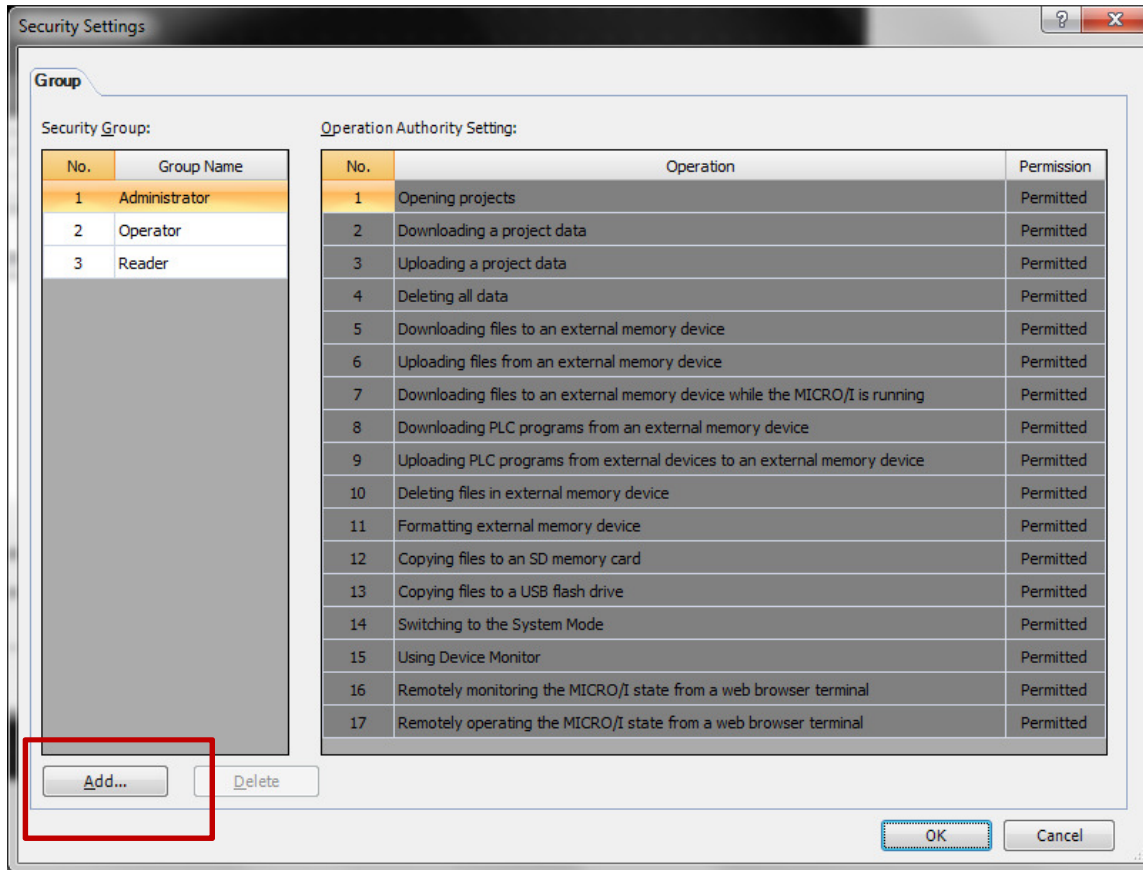 Security Settings
Group
Security Group:
Operation Authority Setting:
No. Group Name
1 Administrator
2 Operator
3 Reader
No. Operation Permission
1 Opening projects Permitted
2 Downloading a project data Permitted
3 Uploading a project data Permitted
4 Deleting all data Permitted
5 Downloading files to an external memory device Permitted
6 Uploading files from an external memory device Permitted
7 Downloading files to an external memory device while the MICRO/I is running Permitted
8 Downloading PLC programs from an external memory device Permitted
9 Uploading PLC programs from external devices to an external memory device Permitted
10 Deleting files in external memory device Permitted
11 Formatting external memory device Permitted
12 Copying files to an SD memory card Permitted
13 Copying files to a USB flash drive Permitted
14 Switching to the System Mode Permitted
15 Using Device Monitor Permitted
16 Remotely monitoring the MICRO/I state from a web browser terminal Permitted
17 Remotely operating the MICRO/I state from a web browser terminal Permitted
Add... Delete
OK Cancel